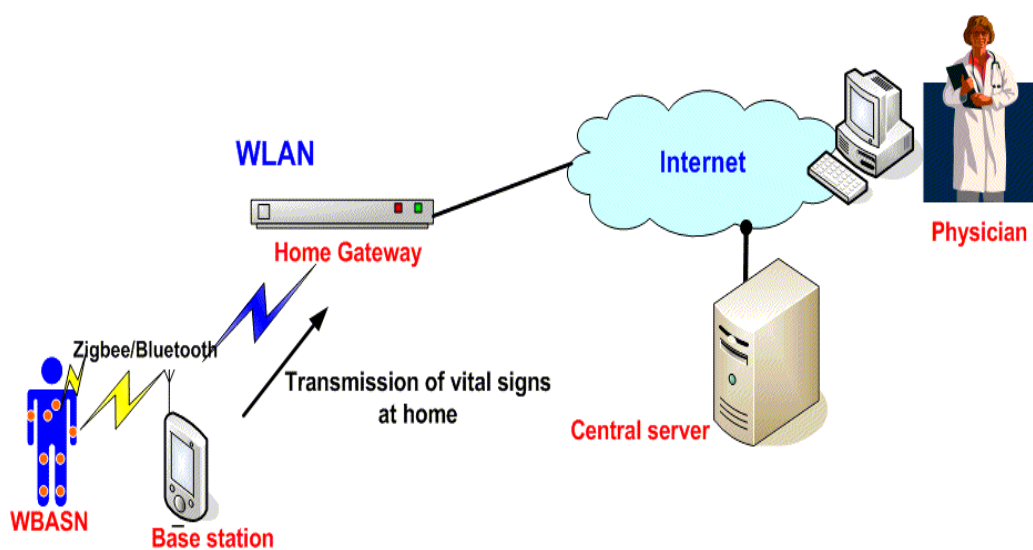 WLAN
Internet
Physician
Home Gateway
Zigbee/Bluetooth
Transmission of vital signs
at home
Central server
WBASN
Base station